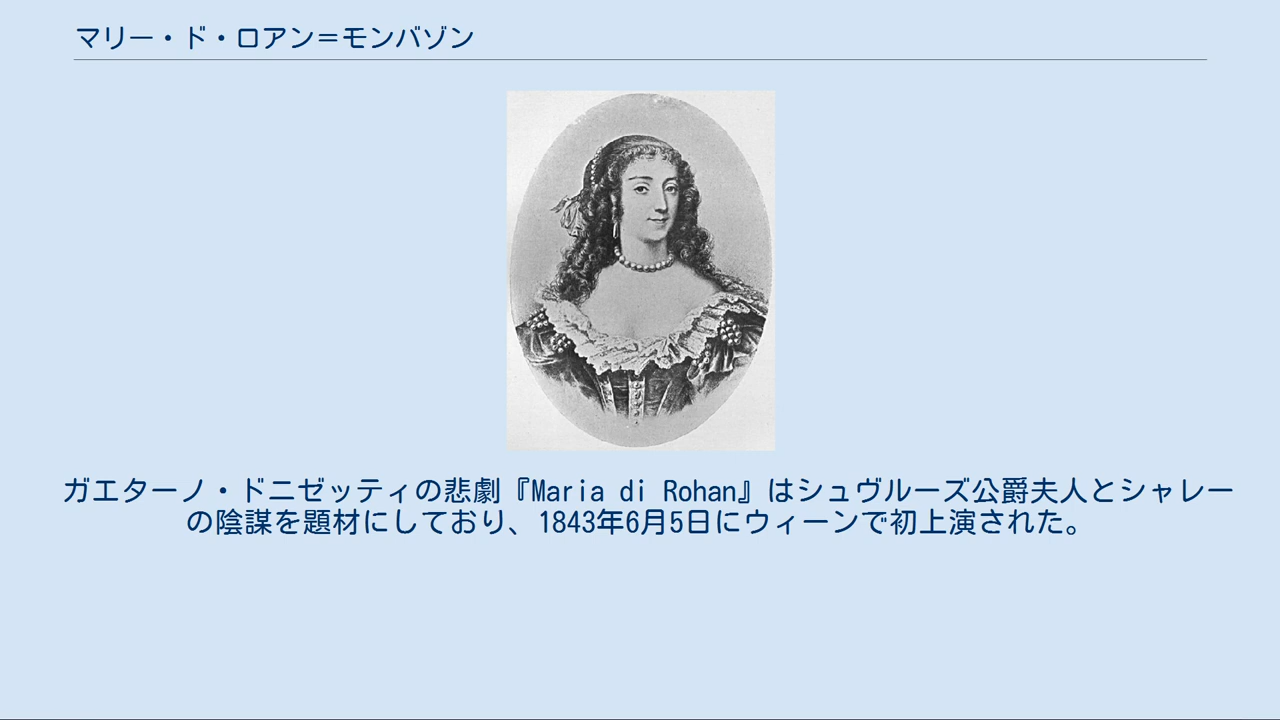 マリー・ド・ロアン＝モンバゾン
ガエターノ・ドニゼッティの悲劇『Maria di Rohan』はシュヴルーズ公爵夫人とシャレー
の陰謀を題材にしており、1843年6月5日にウィーンで初上演された。